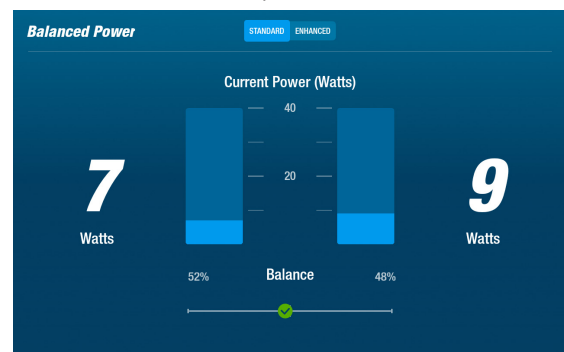 Balanced Power
STANDARD ENHANCED
Current Power (Watts)
40
20
7
9
Watts
Watts
52% Balance 48%